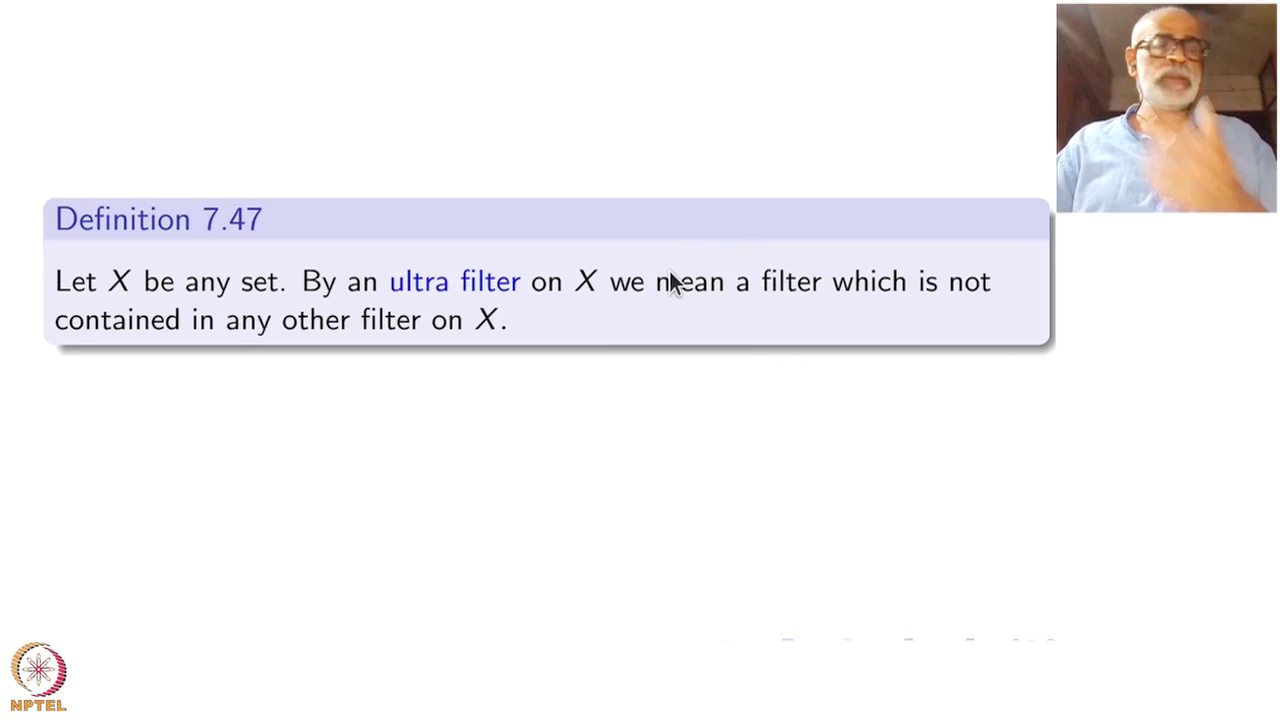 Definition 7.47
Let X be any set. By an ultra filter on X we mean a filter which is not
contained in any other filter on X.
NPTEL